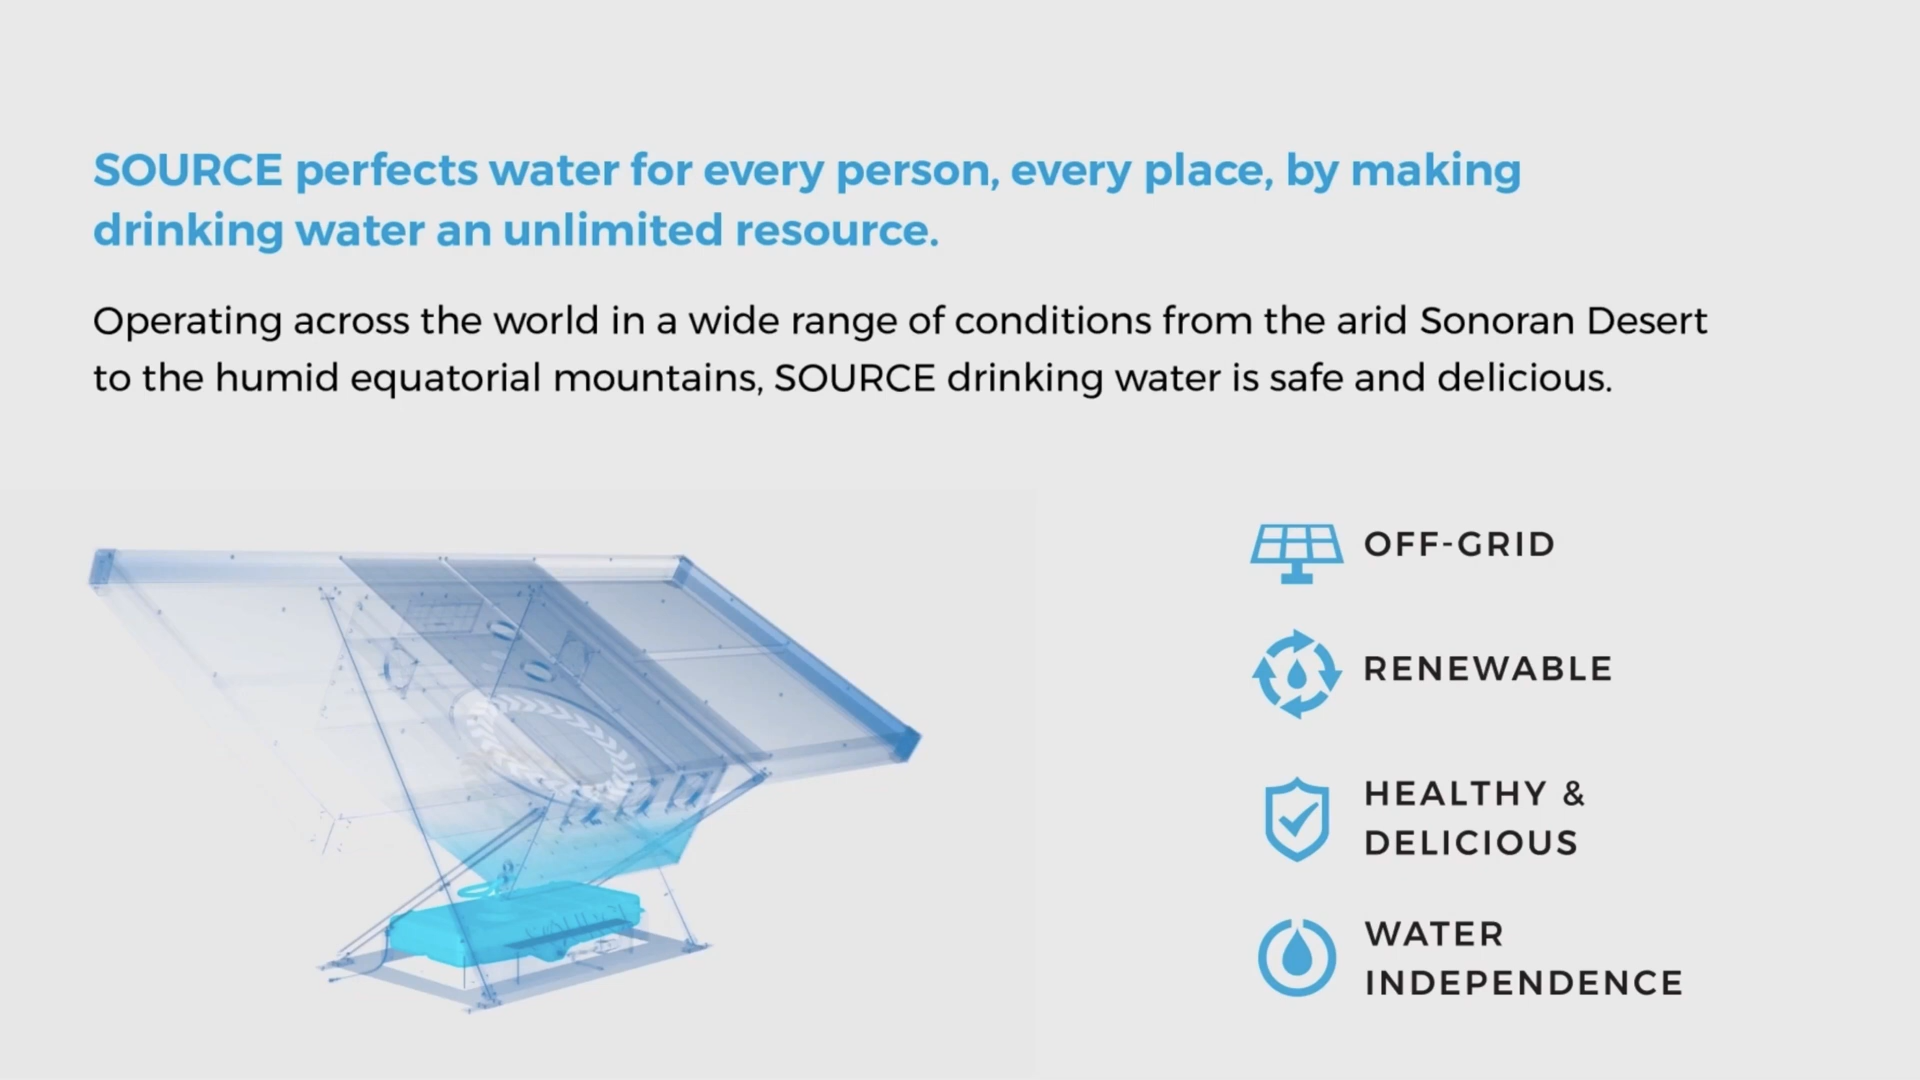 SOURCE perfects water for every person, every place, by making
drinking water an unlimited resource.
Operating across the world in a wide range of conditions from the arid Sonoran Desert
to the humid equatorial mountains, SOURCE drinking water is safe and delicious.
OFF-GRID
RENEWABLE
HEALTHY &
DELICIOUS
WATER
INDEPENDENCE